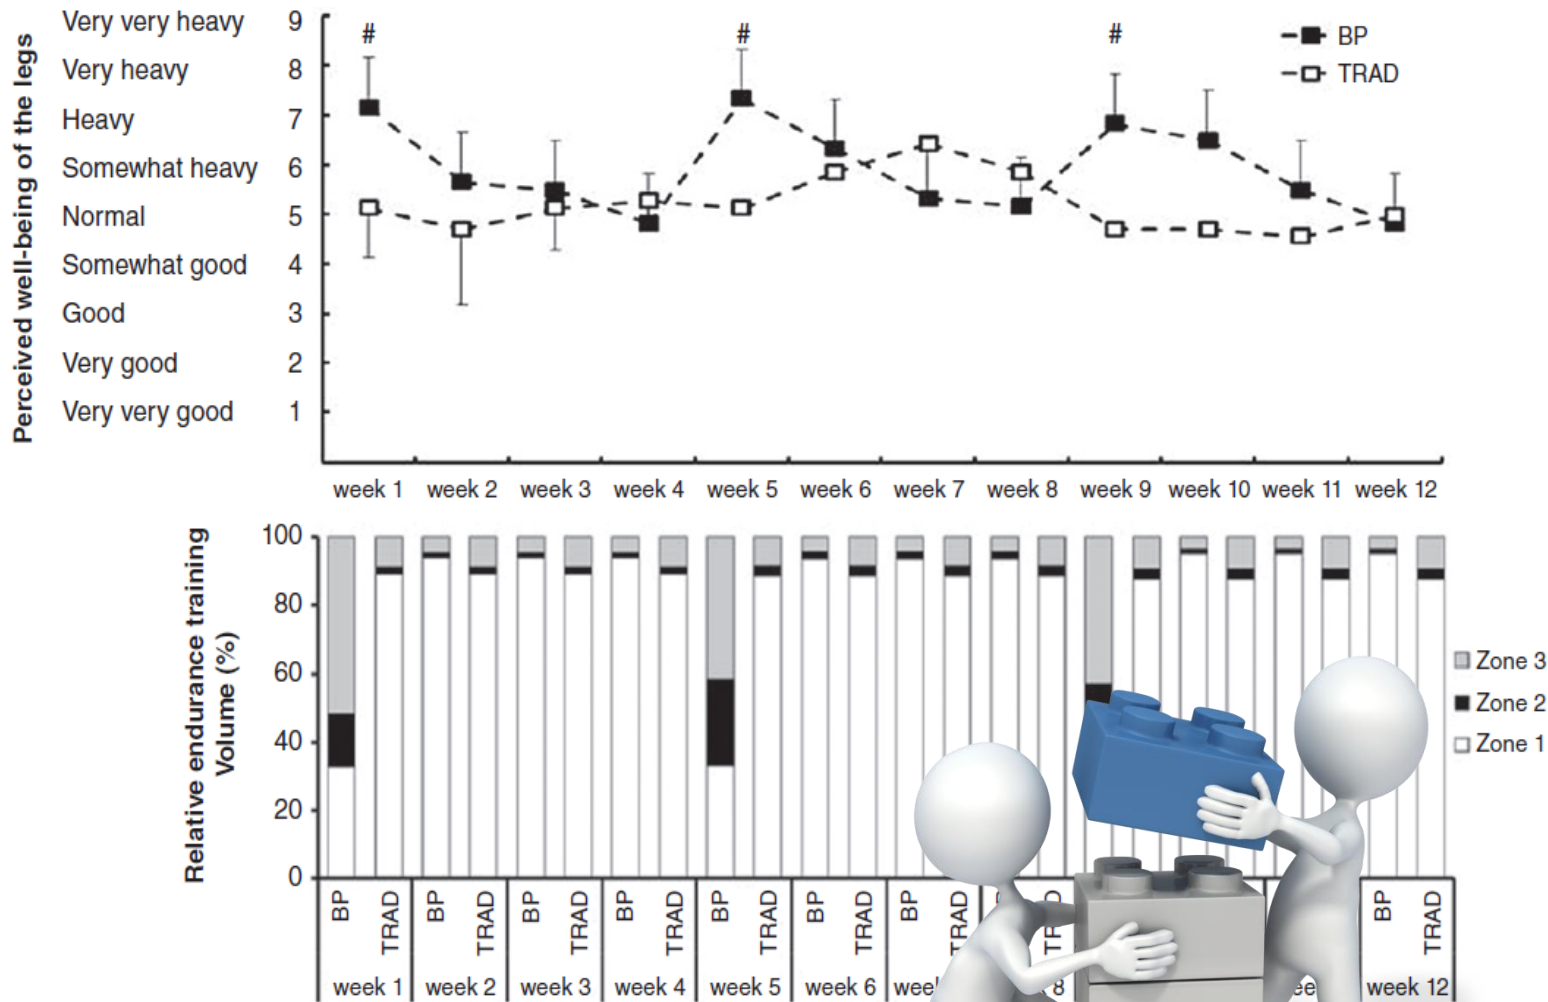 Perceived well-being of the legs
Very very heavy 9
Very heavy 8
Heavy 7
Somewhat heavy 6
Normal 5
Somewhat good 4
Good 3
Very good 2
Very very good 1
# # #
BP
TRAD
week 1 week 2 week 3 week 4 week 5 week 6 week 7 week 8 week 9 week 10 week 11 week 12
Relative endurance training
Volume (%)
100
80
60
40
20
0
Zone 3
Zone 2
Zone 1
BP TRAD BP TRAD BP TRAD BP TRAD BP TRAD BP TRAD BP BP TRAD
week 1 week 2 week 3 week 4 week 5 week 6 8 week 12